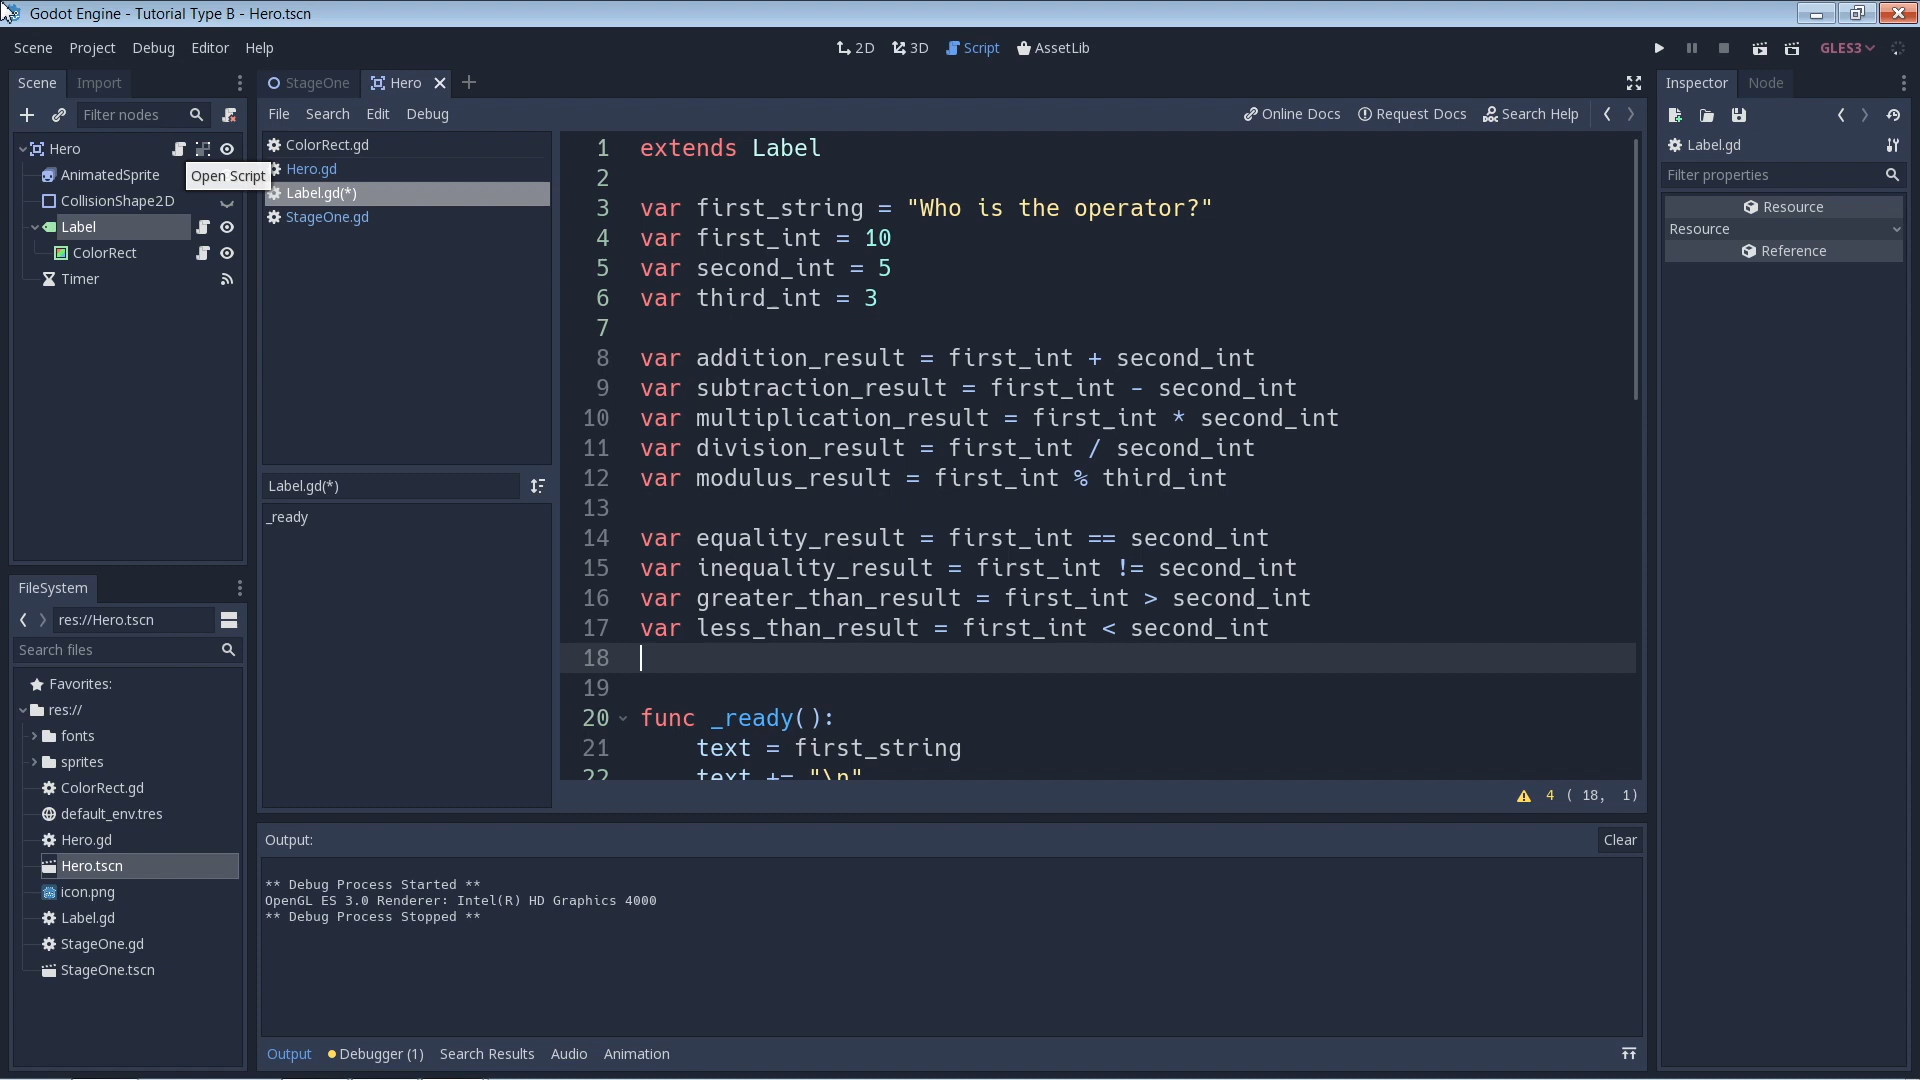 Godot Engine - Tutorial Type B - Hero.tscn
Scene Project Debug Editor Help
2D 3D Script AssetLib
GLES3
Scene Import
Filter nodes
Hero
AnimatedSprite
Open Script
CollisionShape2D
Label
ColorRect
Timer
FileSystem
res://Hero.tscn
Search files
Favorites:
res://
fonts
sprites
ColorRect.gd
default_env.tres
Hero.gd
Hero.tscn
icon.png
Label.gd
StageOne.gd
StageOne.tscn
StageOne Hero
File Search Edit Debug
Online Docs Request Docs Search Help
ColorRect.gd
Hero.gd
Label.gd(*)
StageOne.gd
Label.gd(*)
_ready
1 extends Label
2
3 var first_string = "Who is the operator?"
4 var first_int = 10
5 var second_int = 5
6 var third_int = 3
7
8 var addition_result = first_int + second_int
9 var subtraction_result = first_int - second_int
10 var multiplication_result = first_int * second_int
11 var division_result = first_int / second_int
12 var modulus_result = first_int % third_int
13
14 var equality_result = first_int == second_int
15 var inequality_result = first_int != second_int
16 var greater_than_result = first_int > second_int
17 var less_than_result = first_int < second_int
18
19
20 func _ready():
21 text = first_string
22 text += "\n"
4 ( 18, 1)
Output:
Clear
** Debug Process Started **
OpenGL ES 3.0 Renderer: Intel(R) HD Graphics 4000
** Debug Process Stopped **
Output Debugger (1) Search Results Audio Animation
Inspector Node
Label.gd
Filter properties
Resource
Resource
Reference